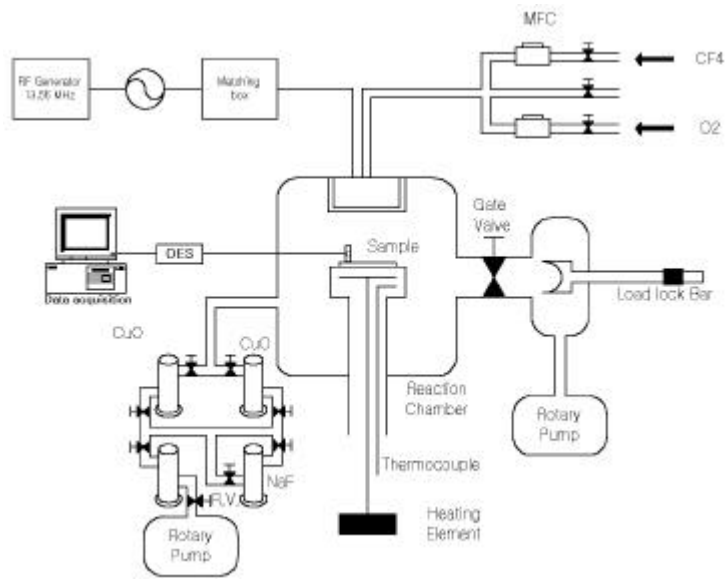 MFC
CF4
O2
RF Generator
13,56 MHz
Matching
box
Gate
Valve
Sample
OES
Data acquisition
Load lock Bar
CuO
CuO
Reaction
Chamber
Rotary
Pump
Thermocouple
NaF
R.V.
Rotary
Pump
Heating
Element